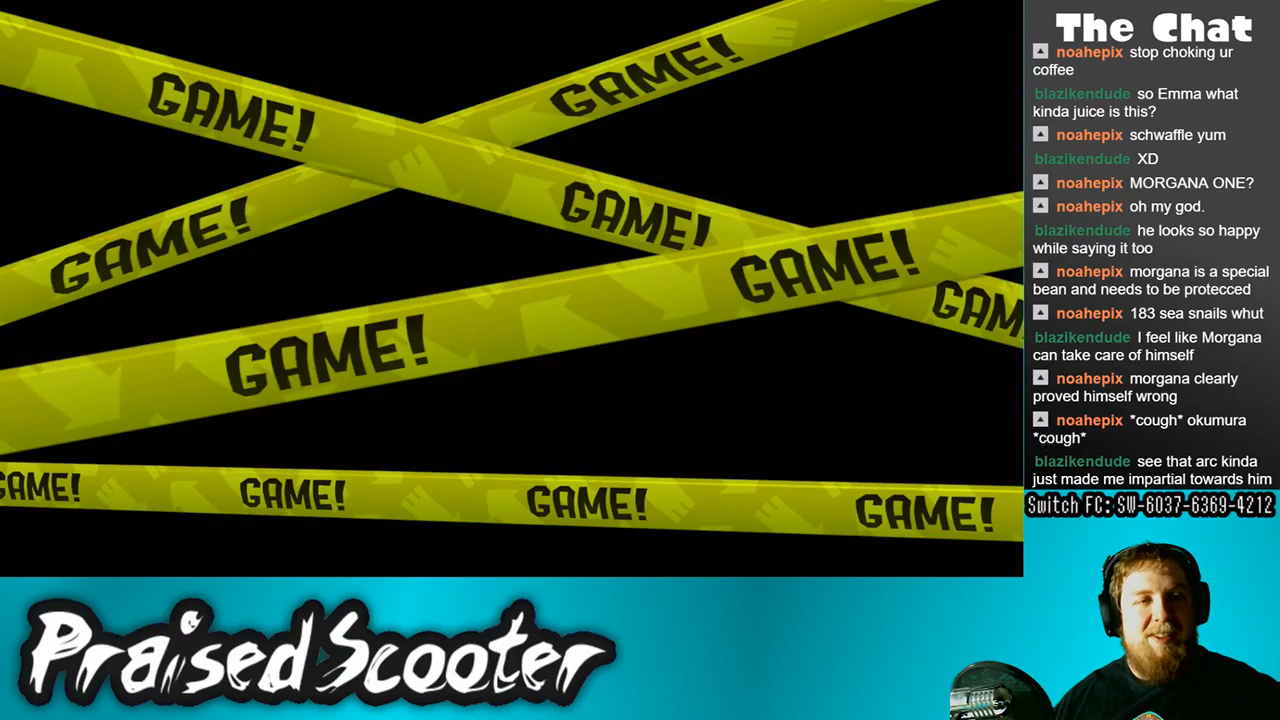 GAME!
GAME!
GAME!
GAME!
GAME!
GAM
GAME!
GAME!
GAME!
GAME!
GAME!
The Chat
noahepix stop choking ur
coffee
blazikendude so Emma what
kinda juice is this?
noahepix schwaffle yum
blazikendude XD
noahepix MORGANA ONE?
noahepix oh my god.
blazikendude he looks so happy
while saying it too
noahepix morgana is a special
bean and needs to be protecced
noahepix 183 sea snails whut
blazikendude I feel like Morgana
can take care of himself
noahepix morgana clearly
proved himself wrong
noahepix *cough* okumura
*cough*
blazikendude see that arc kinda
just made me impartial towards him
Switch FC: SW-6037-6369-4212
PraisedScooter